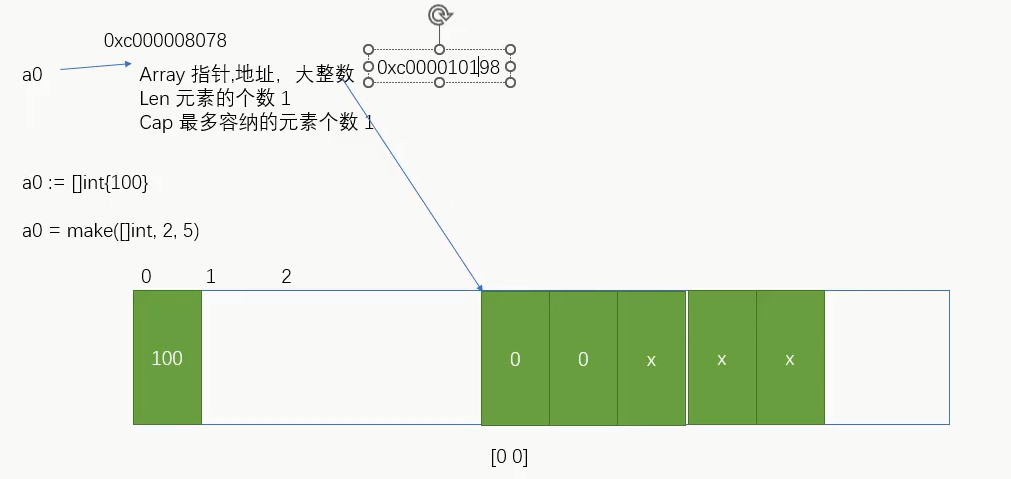 0xc000008078
a0
Array 指针,地址，大整数
0xc000010198
Len 元素的个数 1
Cap 最多容纳的元素个数 1
a0 := []int{100}
a0 = make([]int, 2, 5)
0 1 2
100 0 0 x x x
[0 0]